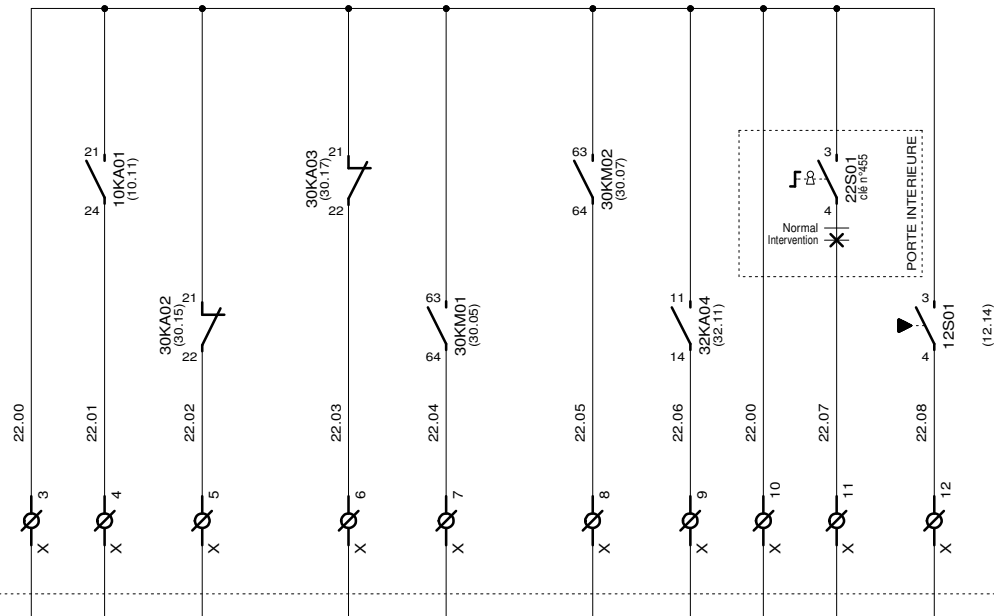 21
10KA01
(10.11)
24
21
30KA03
(30.17)
22
63
30KM02
(30.07)
64
3
22S01
clé n°455
4
Normal
Intervention
PORTE INTERIEURE
21
30KA02
(30.15)
22
63
30KM01
(30.05)
64
11
32KA04
(32.11)
14
3
12S01
(12.14)
4
22.00
22.01
22.02
22.03
22.04
22.05
22.06
22.00
22.07
22.08
3
4
5
6
7
8
9
10
11
12
X
X
X
X
X
X
X
X
X
X